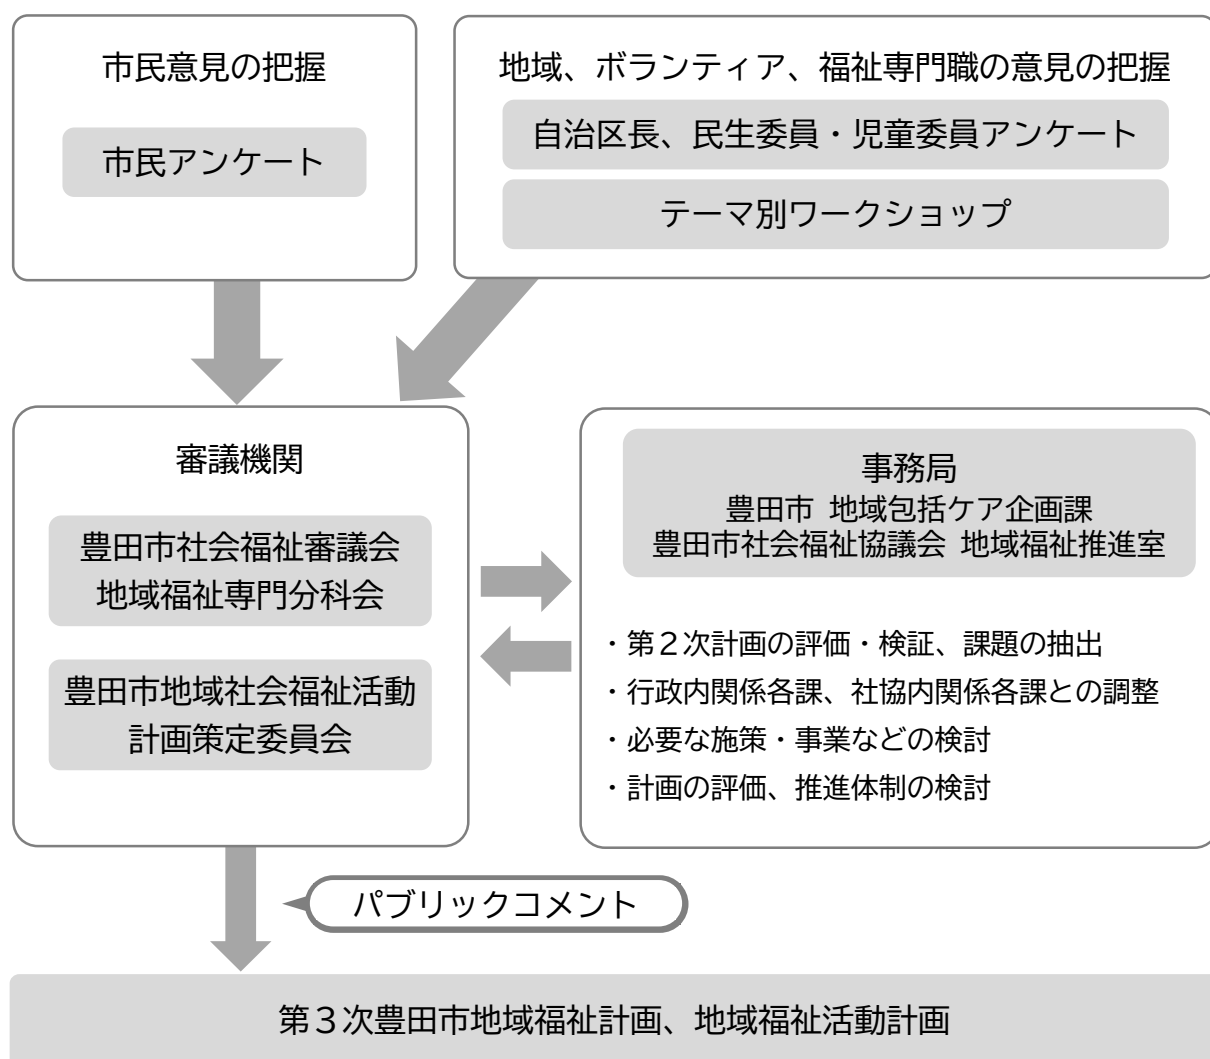 市民意見の把握
市民アンケート
地域、ボランティア、福祉専門職の意見の把握
自治区長、民生委員・児童委員アンケート
テーマ別ワークショップ
審議機関
豊田市社会福祉審議会
地域福祉専門分科会
豊田市地域社会福祉活動
計画策定委員会
事務局
豊田市 地域包括ケア企画課
豊田市社会福祉協議会 地域福祉推進室
・第２次計画の評価・検証、課題の抽出
・行政内関係各課、社協内関係各課との調整
・必要な施策・事業などの検討
・計画の評価、推進体制の検討
パブリックコメント
第３次豊田市地域福祉計画、地域福祉活動計画